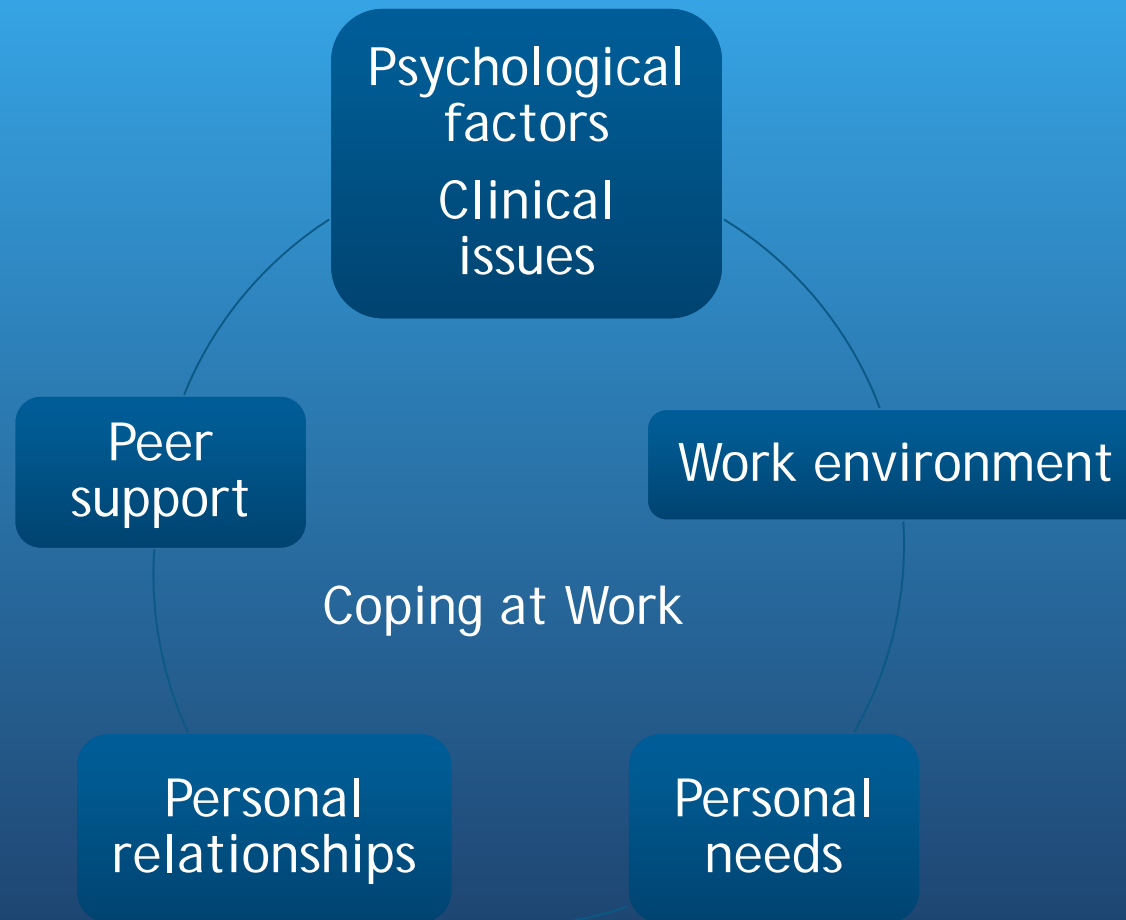 Psychological
factors
Clinical
issues
Peer
support
Work environment
Coping at Work
Personal
relationships
Personal
needs